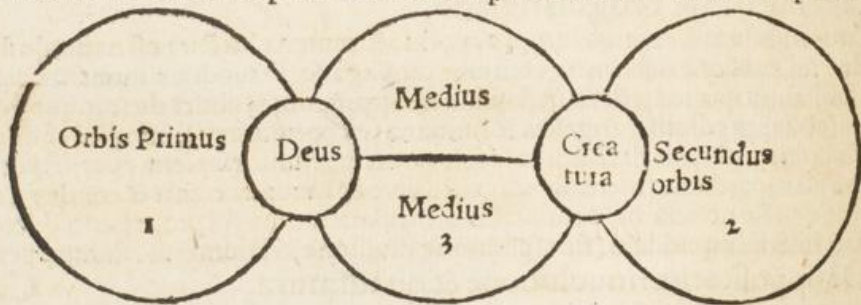 Orbis Primus
1
Deus
Medius
Medius
3
Crea
tura
Secundus
orbis
2